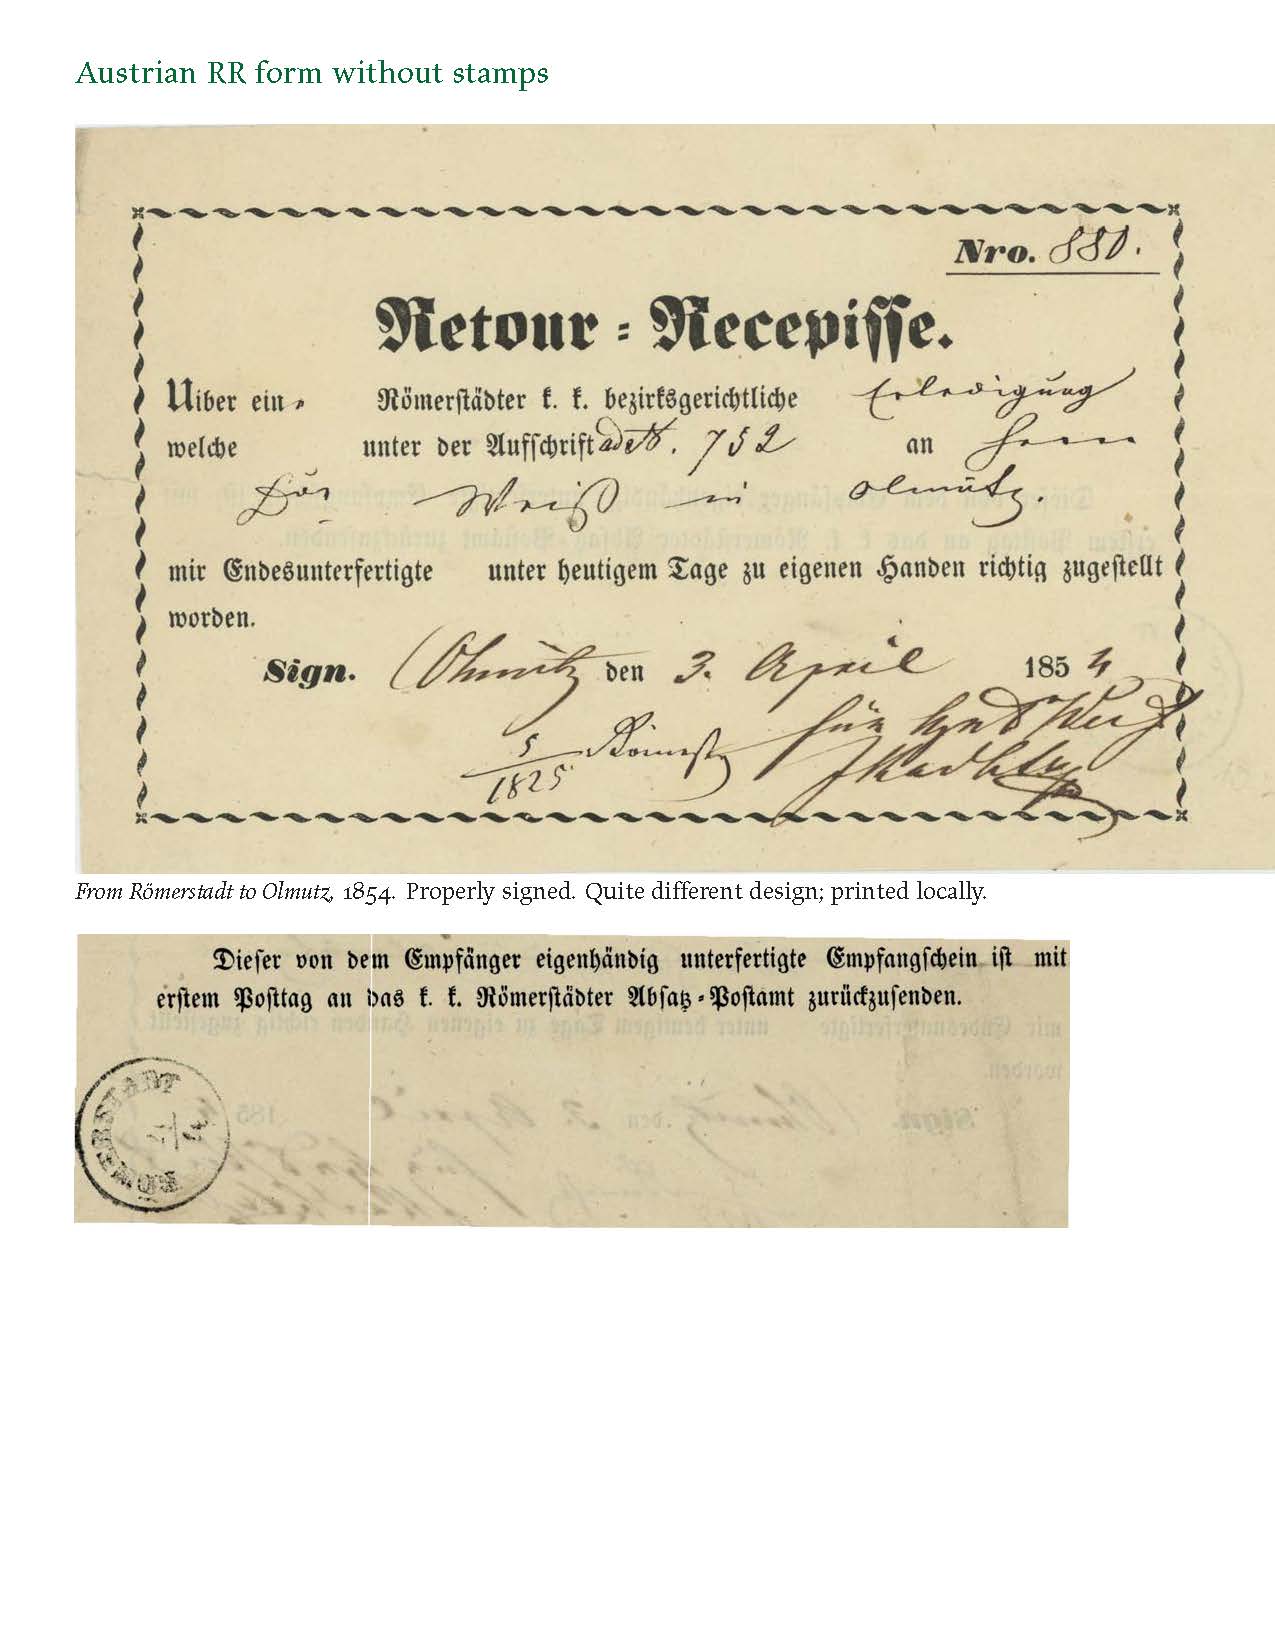 Austrian RR form without stamps
Nro. 880.
Retour = Recepisse.
Uiber ein Römerstädter k. k. bezirksgerichtliche Erledigung
welche unter der Aufschrift 752 an Herrn
Weiß in Olmütz.
mir Endesunterfertigte unter heutigem Tage zu eigenen Handen richtig zugestellt
worden.
Sign. Olmütz den 3. April 1854
für
5
1825
From Römerstadt to Olmutz, 1854. Properly signed. Quite different design; printed locally.
Dieser von dem Empfänger eigenhändig unterfertigte Empfangschein ist mit
erstem Posttag an das k. k. Römerstädter Absatz=Postamt zurückzusenden.
RÖMERSTADT